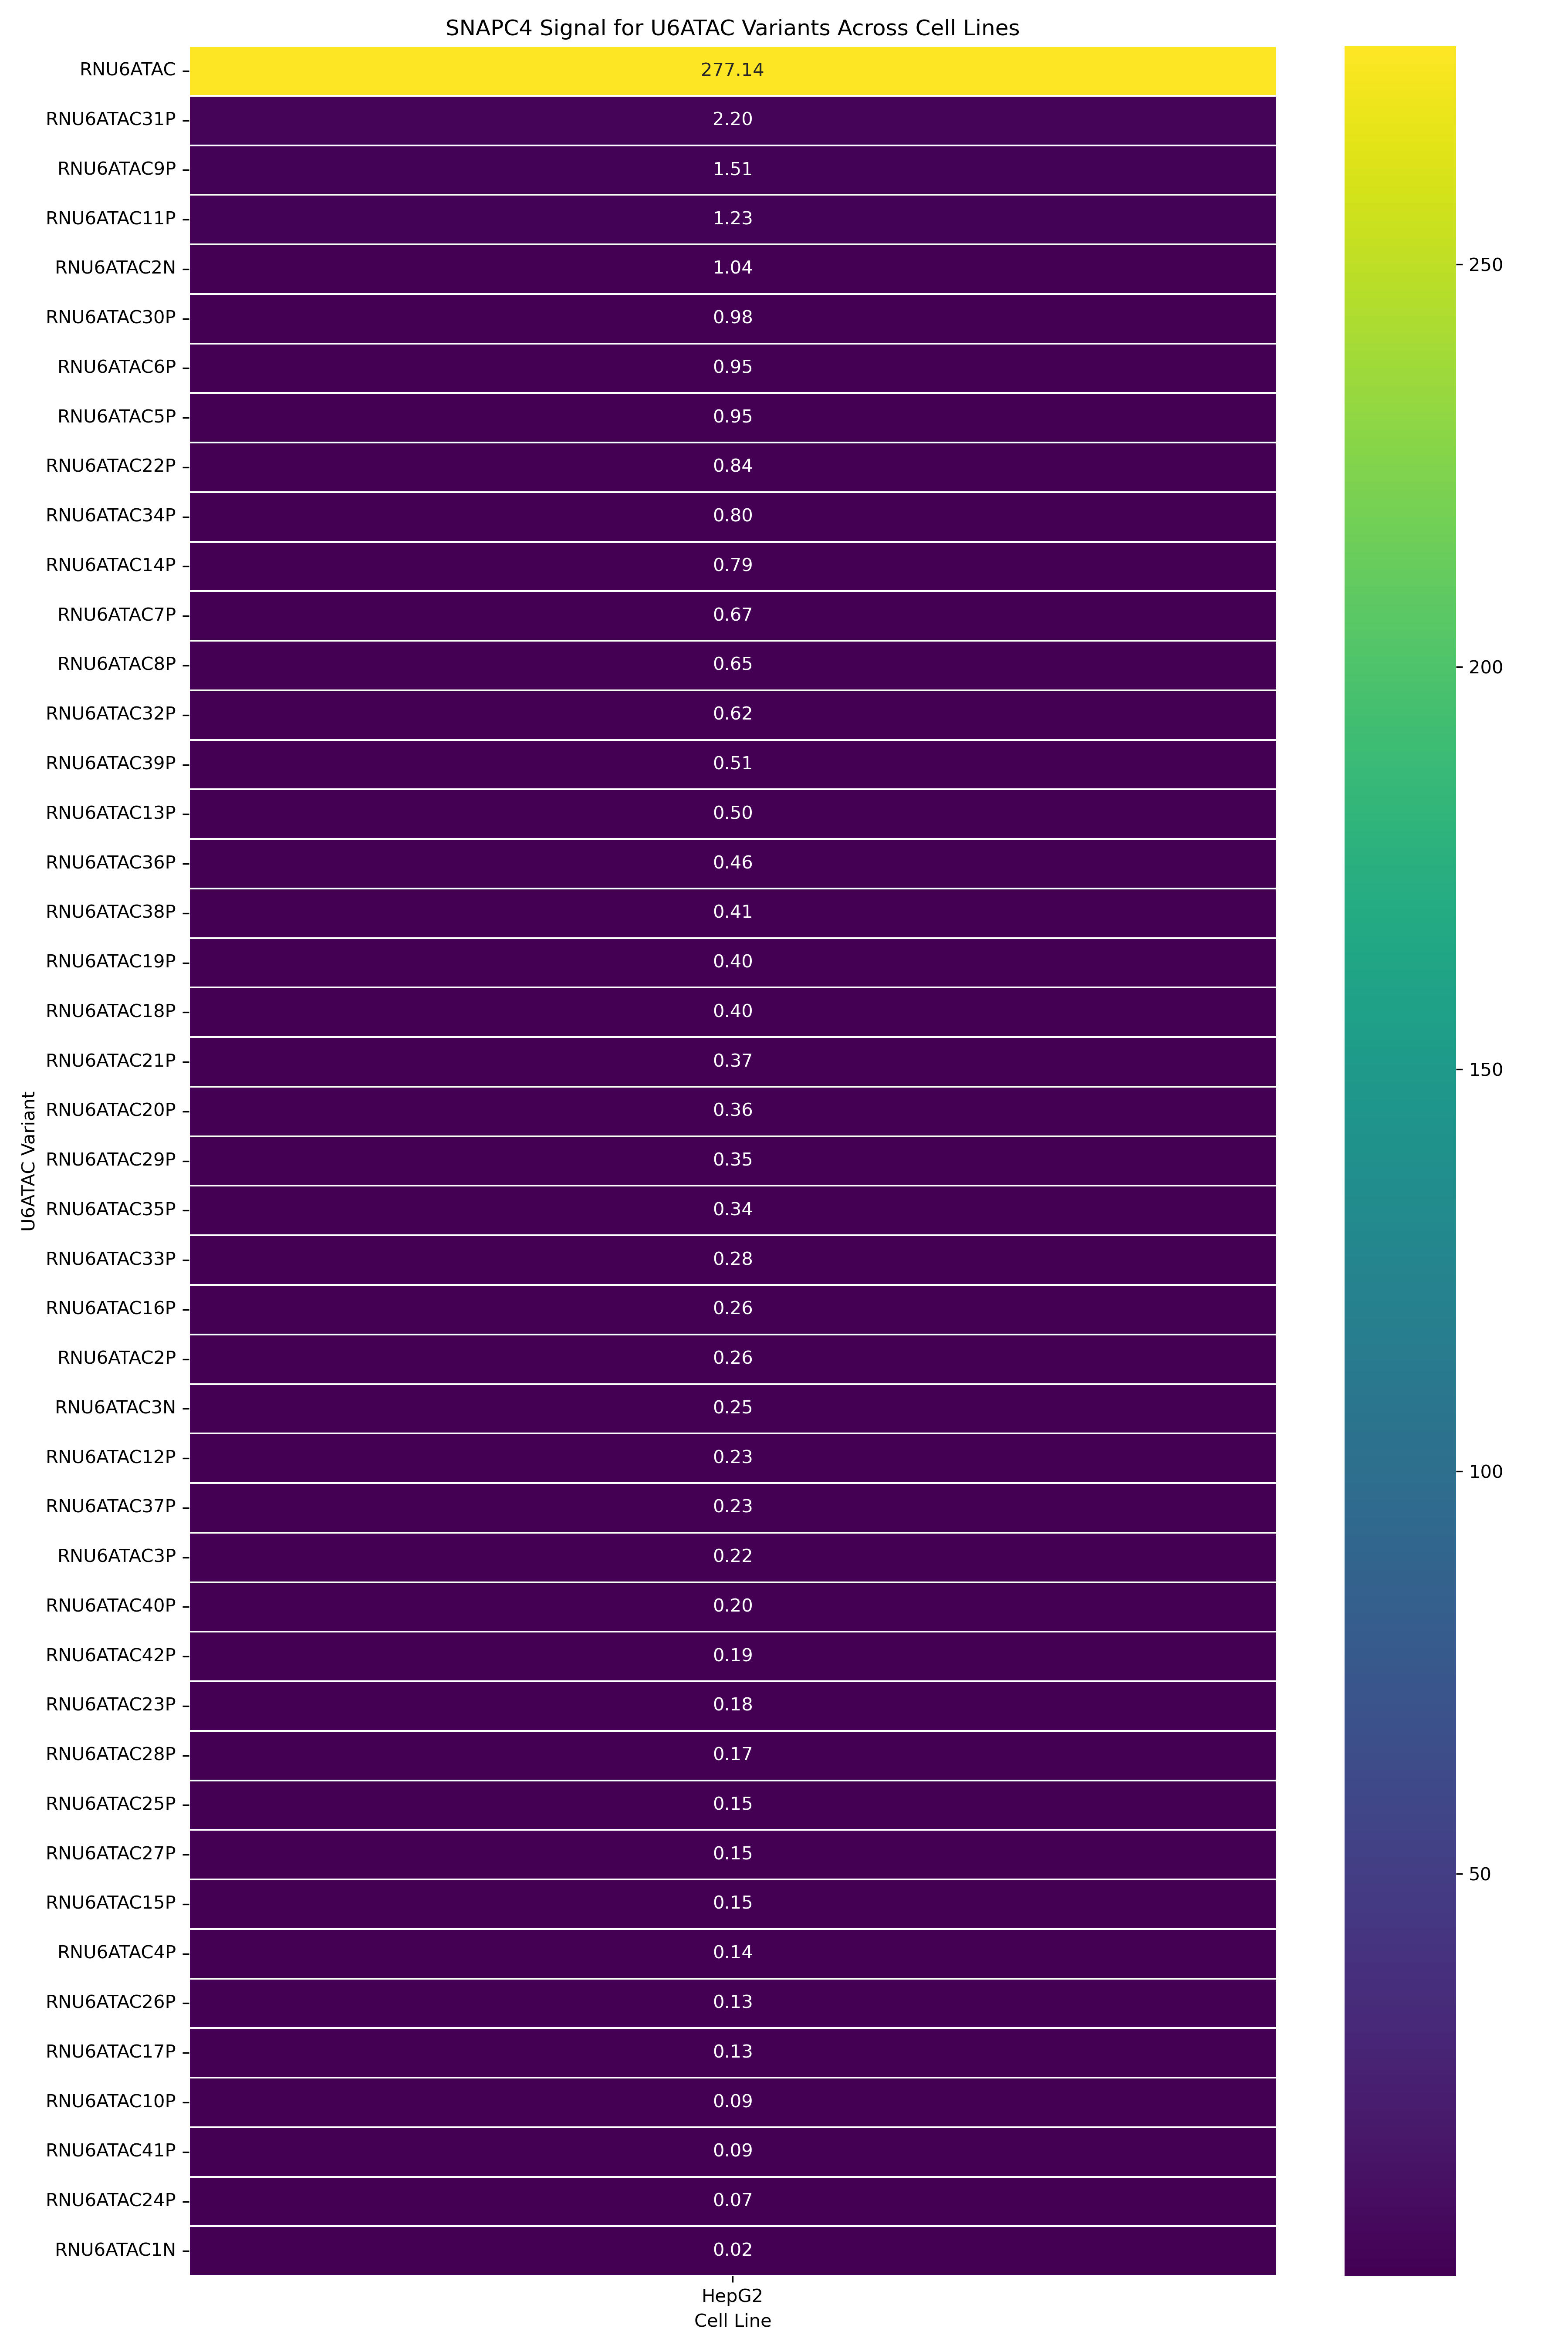 SNAPC4 Signal for U6ATAC Variants Across Cell Lines
RNU6ATAC 277.14
RNU6ATAC31P 2.20
RNU6ATAC9P 1.51
RNU6ATAC11P 1.23
RNU6ATAC2N 1.04
RNU6ATAC30P 0.98
RNU6ATAC6P 0.95
RNU6ATAC5P 0.95
RNU6ATAC22P 0.84
RNU6ATAC34P 0.80
RNU6ATAC14P 0.79
RNU6ATAC7P 0.67
RNU6ATAC8P 0.65
RNU6ATAC32P 0.62
RNU6ATAC39P 0.51
RNU6ATAC13P 0.50
RNU6ATAC36P 0.46
RNU6ATAC38P 0.41
RNU6ATAC19P 0.40
RNU6ATAC18P 0.40
RNU6ATAC21P 0.37
RNU6ATAC20P 0.36
RNU6ATAC29P 0.35
RNU6ATAC35P 0.34
RNU6ATAC33P 0.28
RNU6ATAC16P 0.26
RNU6ATAC2P 0.26
RNU6ATAC3N 0.25
RNU6ATAC12P 0.23
RNU6ATAC37P 0.23
RNU6ATAC3P 0.22
RNU6ATAC40P 0.20
RNU6ATAC42P 0.19
RNU6ATAC23P 0.18
RNU6ATAC28P 0.17
RNU6ATAC25P 0.15
RNU6ATAC27P 0.15
RNU6ATAC15P 0.15
RNU6ATAC4P 0.14
RNU6ATAC26P 0.13
RNU6ATAC17P 0.13
RNU6ATAC10P 0.09
RNU6ATAC41P 0.09
RNU6ATAC24P 0.07
RNU6ATAC1N 0.02
U6ATAC Variant
HepG2
Cell Line
250
200
150
100
50